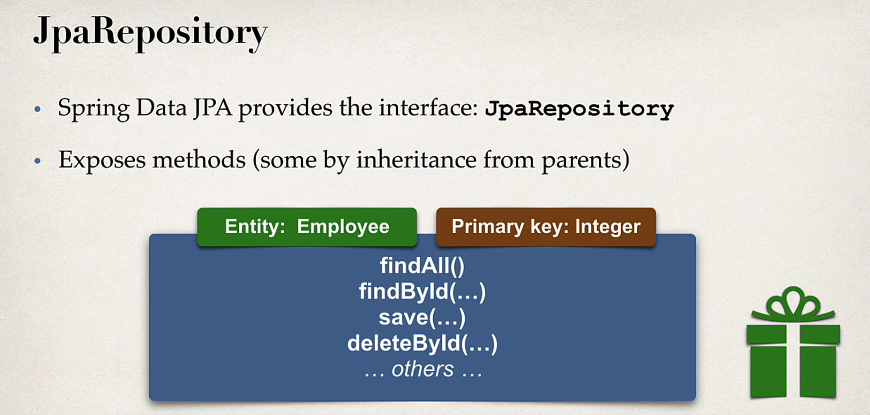 JpaRepository
• Spring Data JPA provides the interface: JpaRepository
• Exposes methods (some by inheritance from parents)
Entity: Employee
Primary key: Integer
findAll()
findById(…)
save(…)
deleteById(…)
… others …